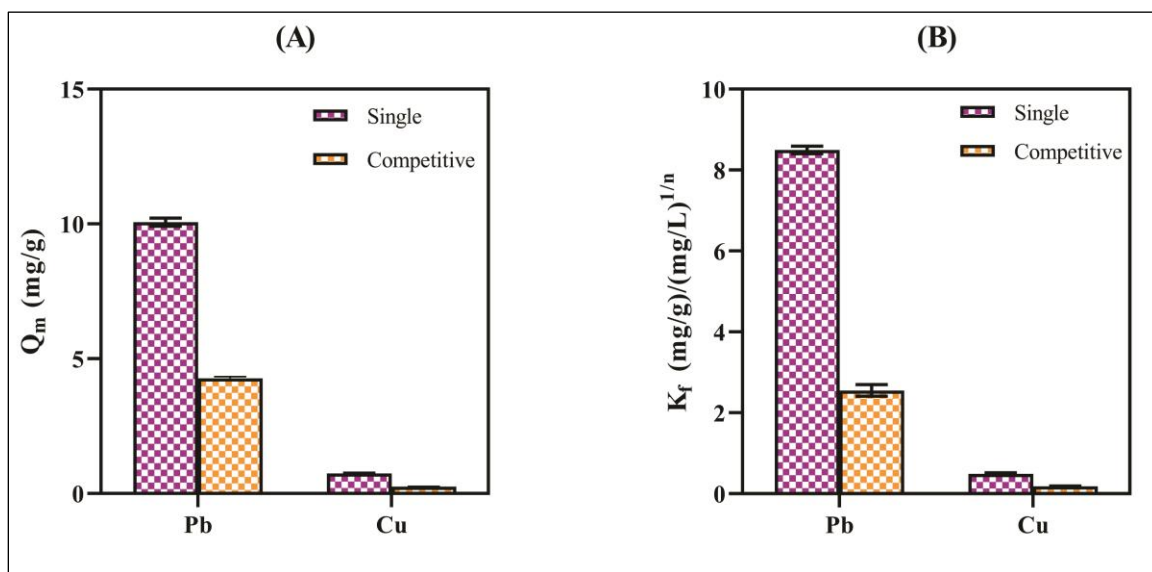 (A)
Q_m (mg/g)
15
10
5
0
Single
Competitive
Pb
Cu
(B)
K_f (mg/g)/(mg/L)^1/n
10
8
6
4
2
0
Single
Competitive
Pb
Cu